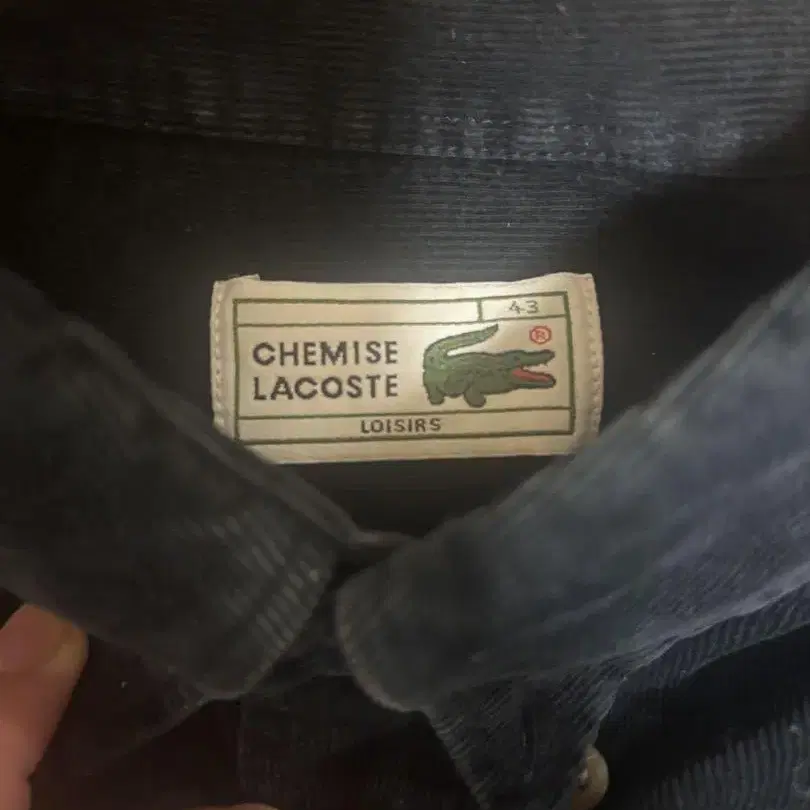 43
CHEMISE
LACOSTE
®
LOISIRS